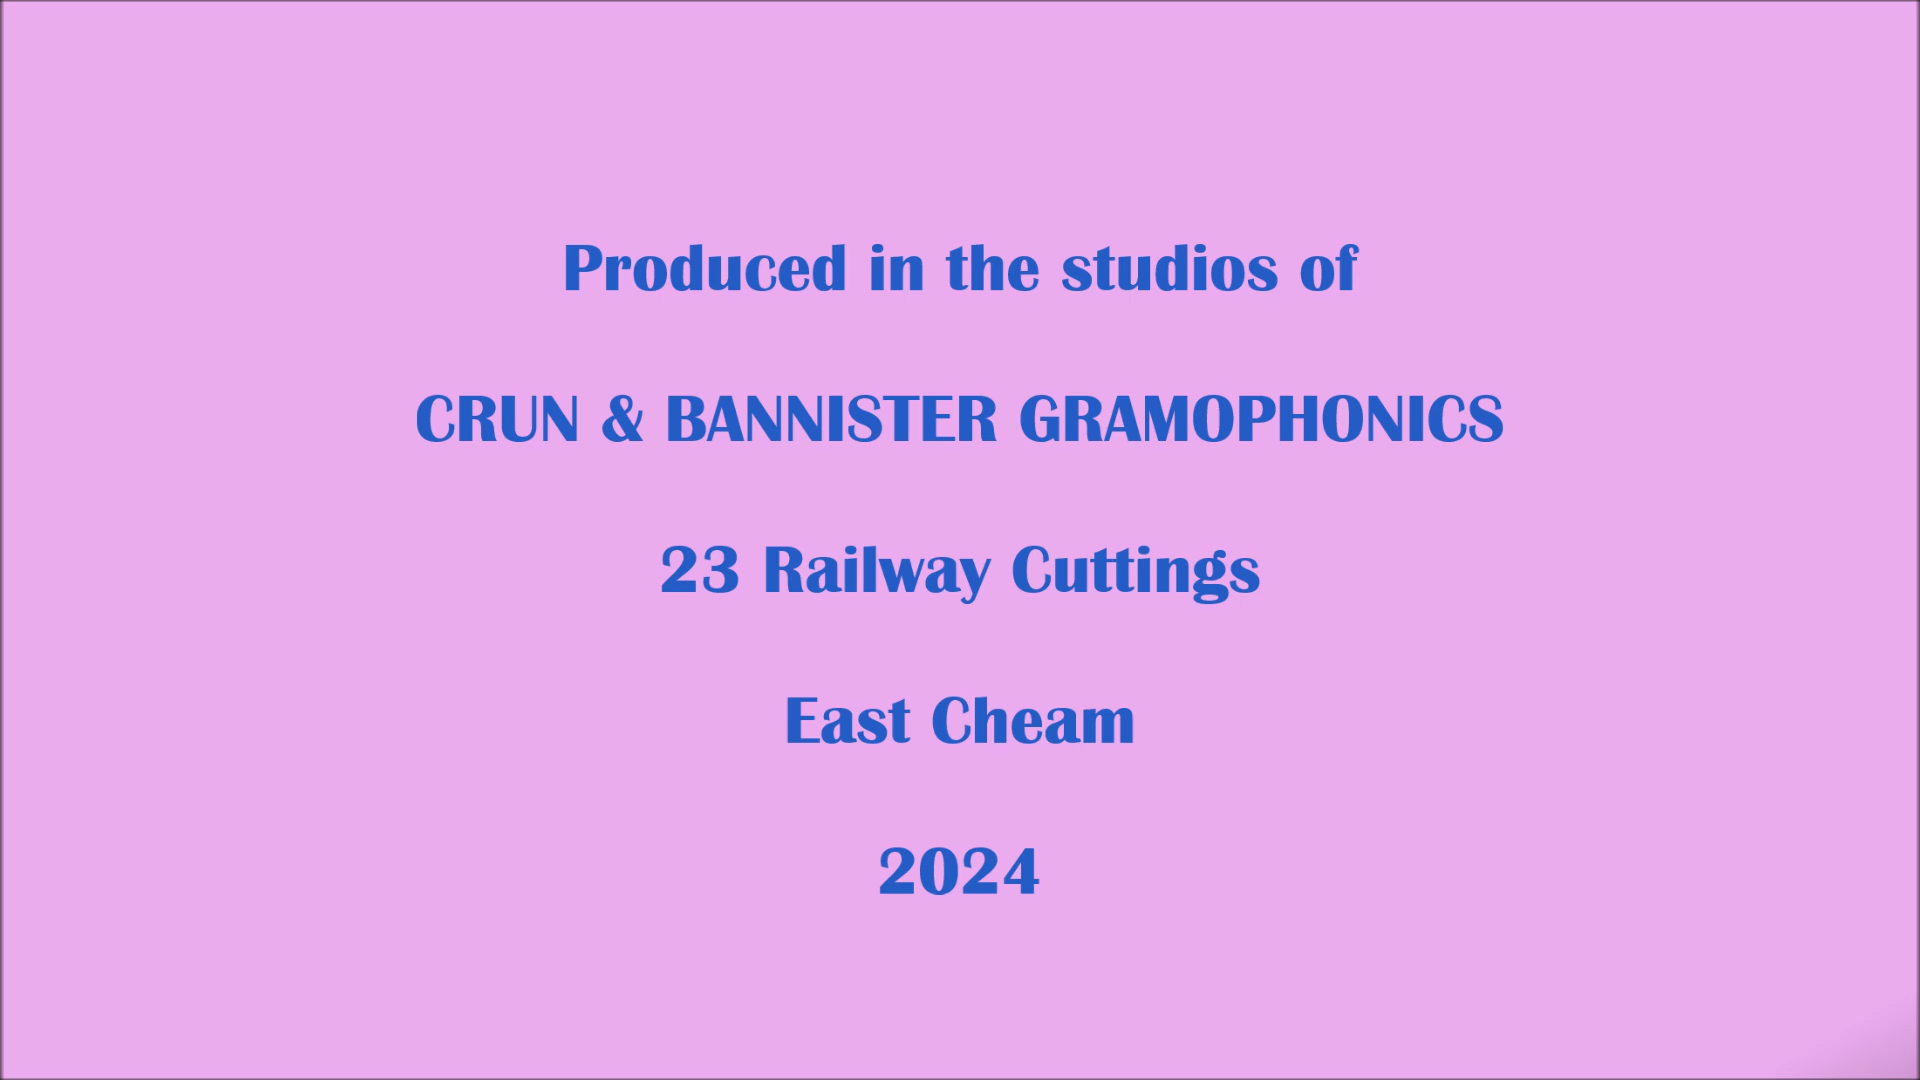 Produced in the studios of
CRUN & BANNISTER GRAMOPHONICS
23 Railway Cuttings
East Cheam
2024